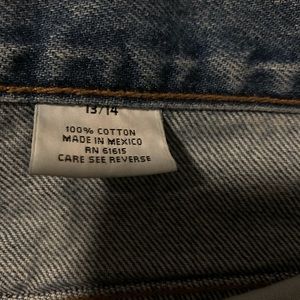 13/14
100% COTTON
MADE IN MEXICO
RN 61615
CARE SEE REVERSE